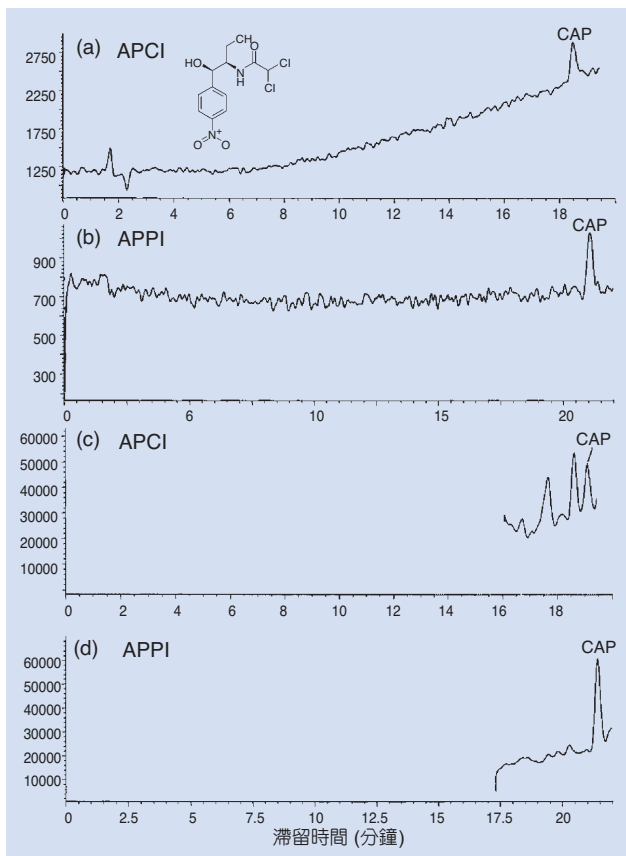 (a) APCI
CAP
CH
HO
O
Cl
NH
Cl
N+
O O-
2750
2250
1750
1250
0 2 4 6 8 10 12 14 16 18
(b) APPI
CAP
900
700
500
300
0 6 10 15 20
(c) APCI
CAP
60000
50000
40000
30000
20000
10000
0 2 4 6 8 10 12 14 16 18
(d) APPI
CAP
60000
50000
40000
30000
20000
10000
0 2.5 5 7.5 10 12.5 15 17.5 20
滯留時間 (分鐘)